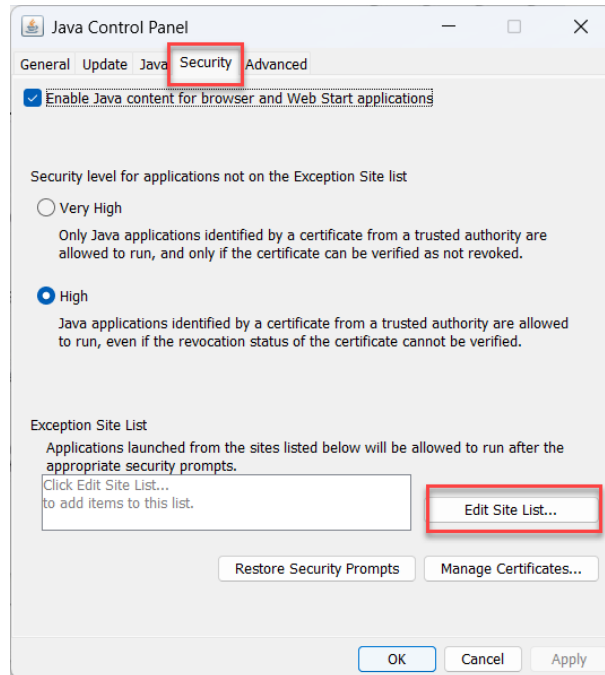 Java Control Panel
General Update Java Security Advanced
Enable Java content for browser and Web Start applications
Security level for applications not on the Exception Site list
Very High
Only Java applications identified by a certificate from a trusted authority are
allowed to run, and only if the certificate can be verified as not revoked.
High
Java applications identified by a certificate from a trusted authority are allowed
to run, even if the revocation status of the certificate cannot be verified.
Exception Site List
Applications launched from the sites listed below will be allowed to run after the
appropriate security prompts.
Click Edit Site List...
to add items to this list.
Edit Site List...
Restore Security Prompts Manage Certificates...
OK Cancel Apply